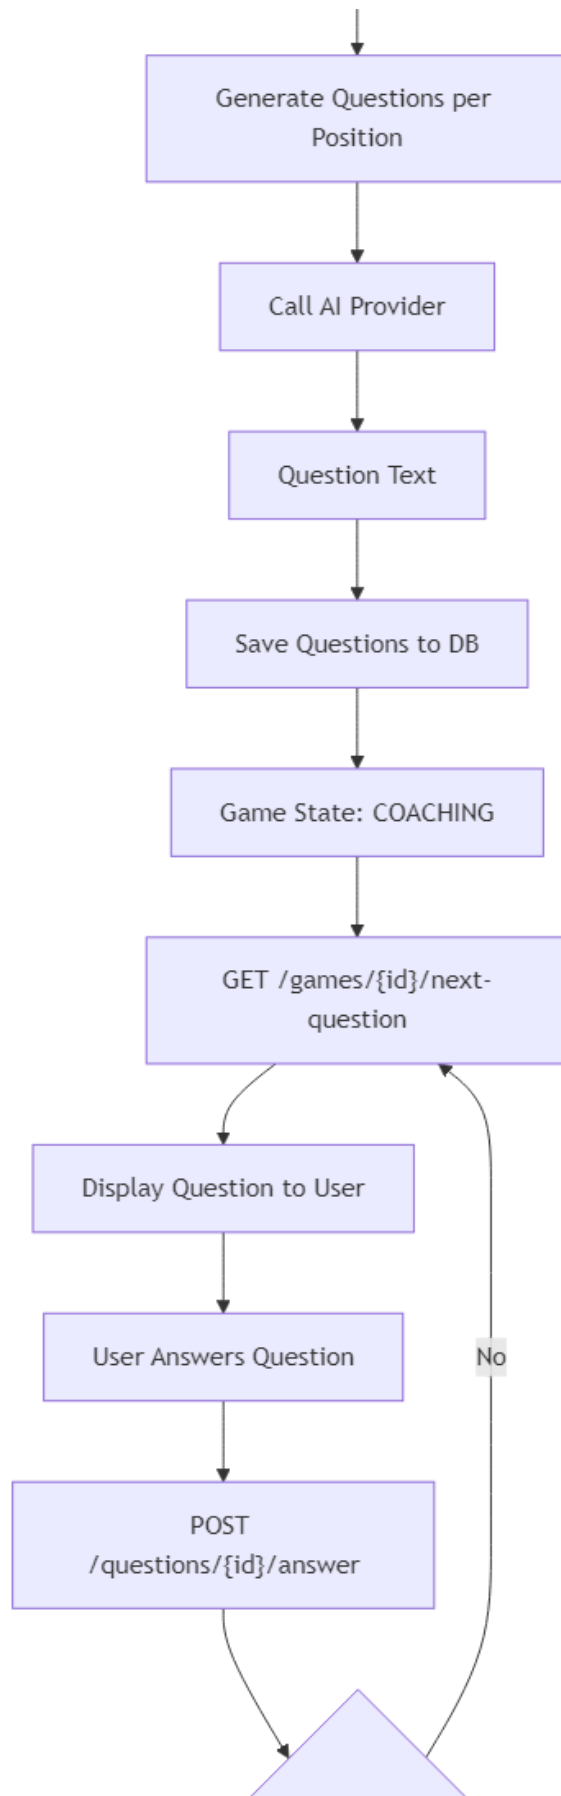 Generate Questions per
Position
Call AI Provider
Question Text
Save Questions to DB
Game State: COACHING
GET /games/{id}/next-
question
Display Question to User
User Answers Question
No
POST
/questions/{id}/answer